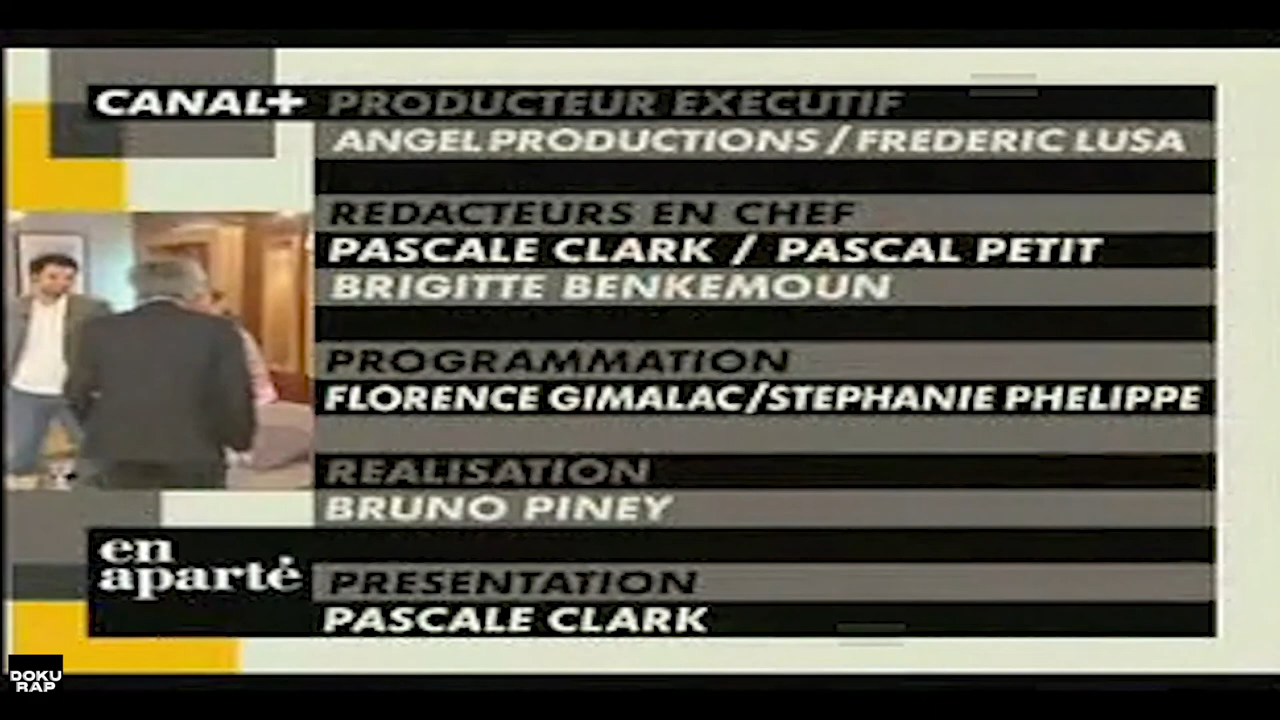 CANAL+
PRODUCTEUR EXECUTIF
ANGEL PRODUCTIONS / FREDERIC LUSA
REDACTEURS EN CHEF
PASCALE CLARK / PASCAL PETIT
BRIGITTE BENKEMOUN
PROGRAMMATION
FLORENCE GIMALAC/STEPHANIE PHELIPPE
REALISATION
BRUNO PINEY
en
aparté
PRESENTATION
PASCALE CLARK
DOKU
RAP